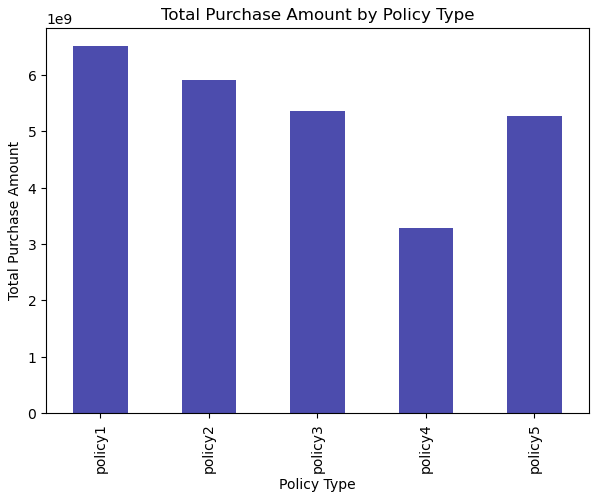 Total Purchase Amount by Policy Type
1e9
6
5
4
3
2
1
0
Total Purchase Amount
policy1
policy2
policy3
policy4
policy5
Policy Type